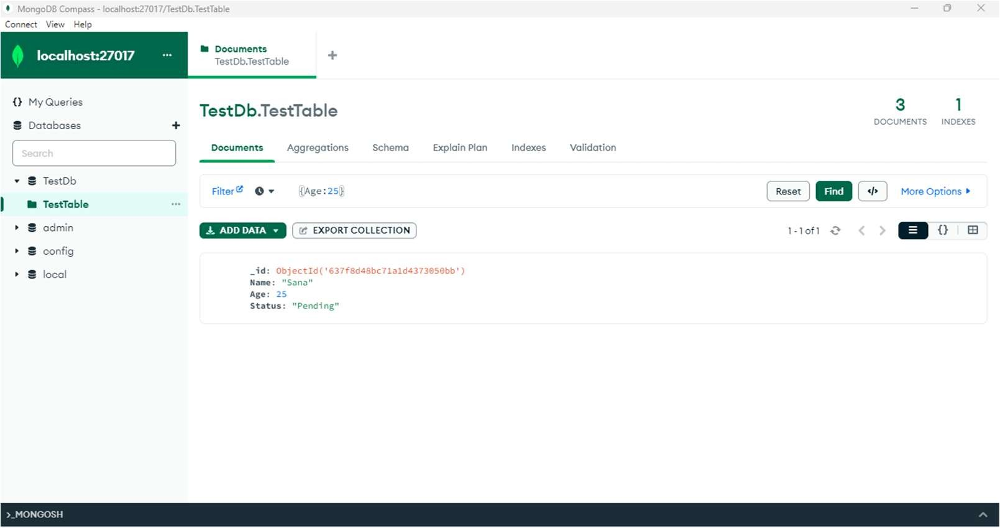 MongoDB Compass - localhost:27017/TestDb.TestTable
Connect View Help
localhost:27017 ...
Documents
TestDb.TestTable
+
{} My Queries
Databases +
Search
TestDb
TestTable ...
admin
config
local
TestDb.TestTable
3
DOCUMENTS
1
INDEXES
Documents Aggregations Schema Explain Plan Indexes Validation
Filter {Age:25} Reset Find </> More Options
ADD DATA EXPORT COLLECTION 1 - 1 of 1 {}
_id: ObjectId('637f8d48bc71a1d4373050bb')
Name: "Sana"
Age: 25
Status: "Pending"
>_MONGOSH